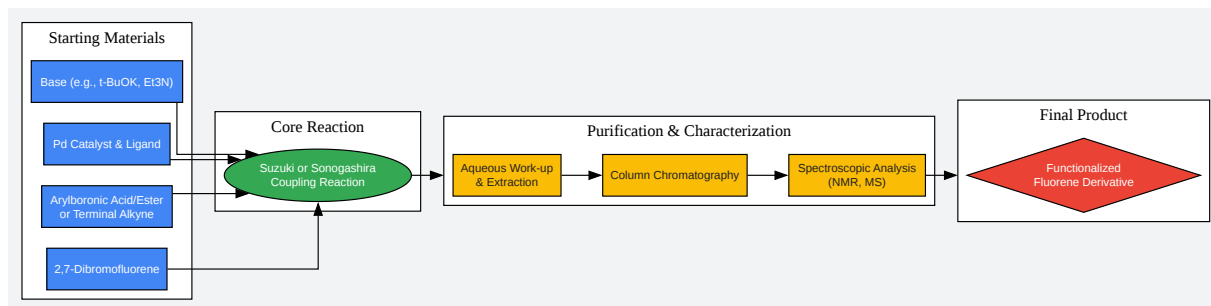 Starting Materials
Base (e.g., t-BuOK, Et3N)
Pd Catalyst & Ligand
Arylboronic Acid/Ester
or Terminal Alkyne
2,7-Dibromofluorene
Core Reaction
Suzuki or Sonogashira
Coupling Reaction
Purification & Characterization
Aqueous Work-up
& Extraction
Column Chromatography
Spectroscopic Analysis
(NMR, MS)
Final Product
Functionalized
Fluorene Derivative